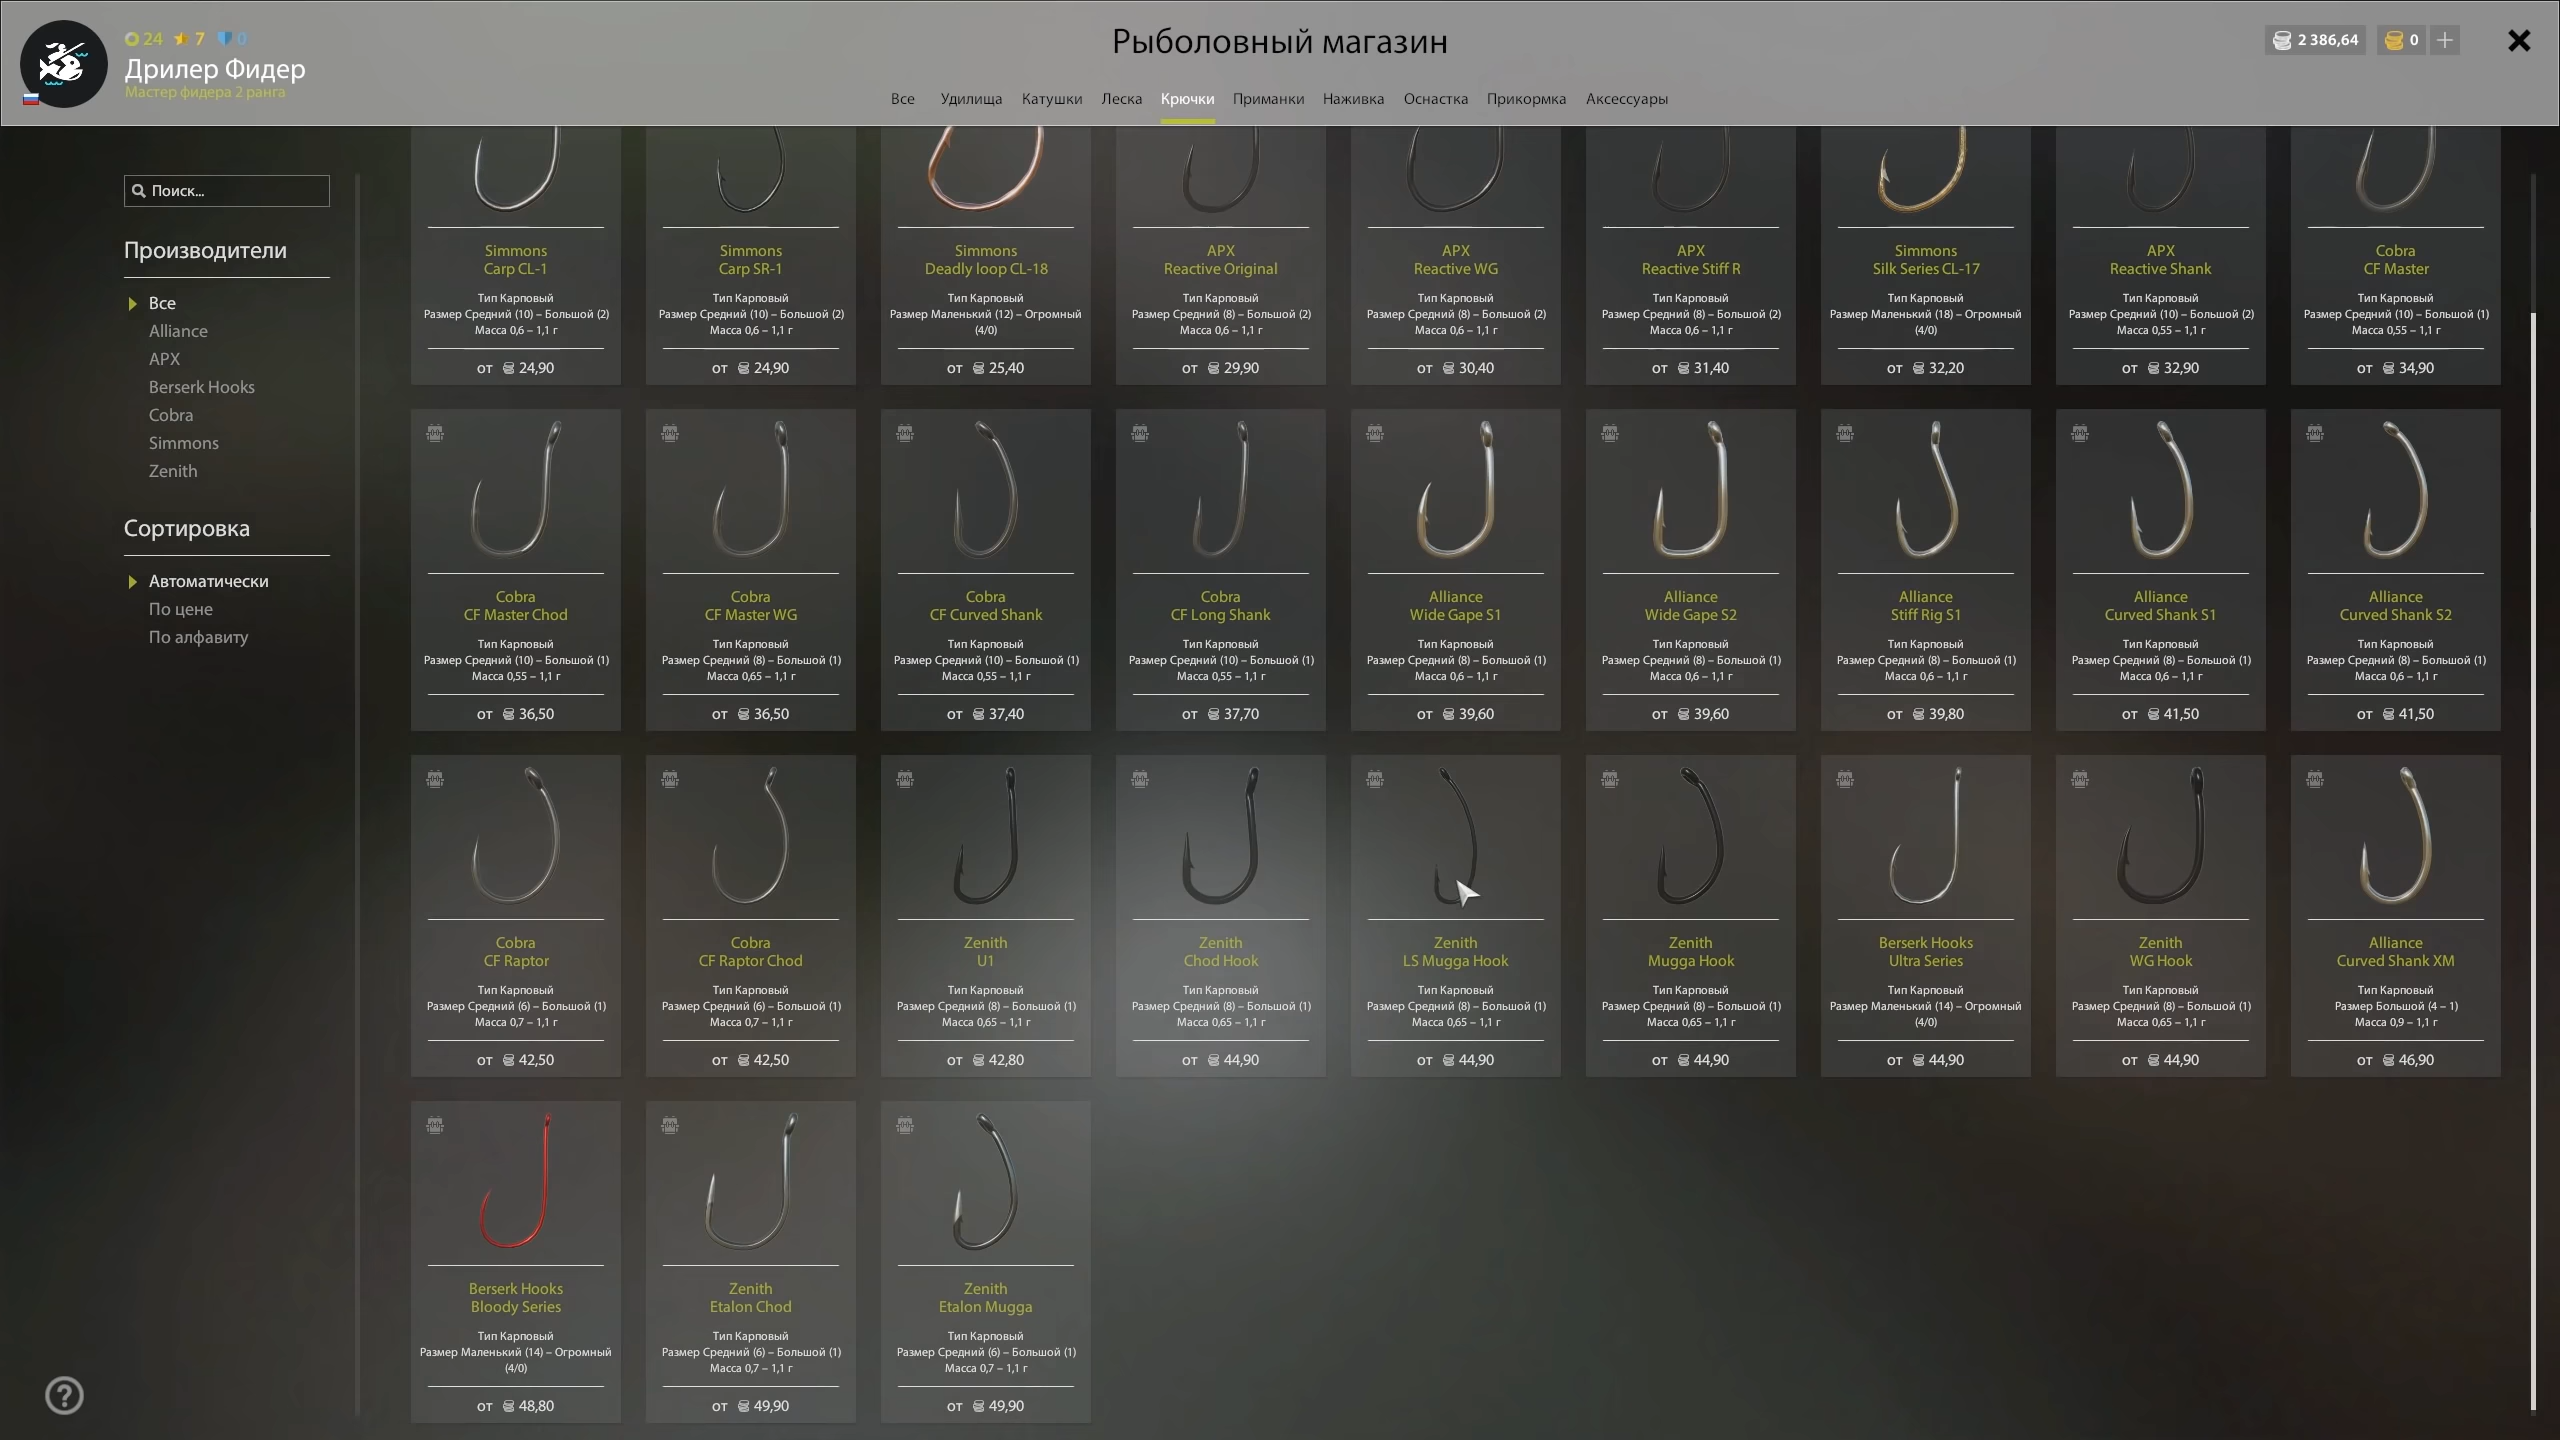 24 7 0
Дрилер Фидер
Мастер фидера 2 ранга
Рыболовный магазин
2 386,64 0 +
Все Удилища Катушки Леска Крючки Приманки Наживка Оснастка Прикормка Аксессуары
Поиск...
Производители
Все
Alliance
APX
Berserk Hooks
Cobra
Simmons
Zenith
Сортировка
Автоматически
По цене
По алфавиту
Simmons
Carp CL-1
Тип Карповый
Размер Средний (10) – Большой (2)
Масса 0,6 – 1,1 г
от 24,90
Simmons
Carp SR-1
Тип Карповый
Размер Средний (10) – Большой (2)
Масса 0,6 – 1,1 г
от 24,90
Simmons
Deadly loop CL-18
Тип Карповый
Размер Маленький (12) – Огромный
(4/0)
от 25,40
APX
Reactive Original
Тип Карповый
Размер Средний (8) – Большой (2)
Масса 0,6 – 1,1 г
от 29,90
APX
Reactive WG
Тип Карповый
Размер Средний (8) – Большой (2)
Масса 0,6 – 1,1 г
от 30,40
APX
Reactive Stiff R
Тип Карповый
Размер Средний (8) – Большой (2)
Масса 0,6 – 1,1 г
от 31,40
Simmons
Silk Series CL-17
Тип Карповый
Размер Маленький (18) – Огромный
(4/0)
от 32,20
APX
Reactive Shank
Тип Карповый
Размер Средний (10) – Большой (2)
Масса 0,55 – 1,1 г
от 32,90
Cobra
CF Master
Тип Карповый
Размер Средний (10) – Большой (1)
Масса 0,55 – 1,1 г
от 34,90
Cobra
CF Master Chod
Тип Карповый
Размер Средний (10) – Большой (1)
Масса 0,55 – 1,1 г
от 36,50
Cobra
CF Master WG
Тип Карповый
Размер Средний (8) – Большой (1)
Масса 0,65 – 1,1 г
от 36,50
Cobra
CF Curved Shank
Тип Карповый
Размер Средний (10) – Большой (1)
Масса 0,55 – 1,1 г
от 37,40
Cobra
CF Long Shank
Тип Карповый
Размер Средний (10) – Большой (1)
Масса 0,55 – 1,1 г
от 37,70
Alliance
Wide Gape S1
Тип Карповый
Размер Средний (8) – Большой (1)
Масса 0,6 – 1,1 г
от 39,60
Alliance
Wide Gape S2
Тип Карповый
Размер Средний (8) – Большой (1)
Масса 0,6 – 1,1 г
от 39,60
Alliance
Stiff Rig S1
Тип Карповый
Размер Средний (8) – Большой (1)
Масса 0,6 – 1,1 г
от 39,80
Alliance
Curved Shank S1
Тип Карповый
Размер Средний (8) – Большой (1)
Масса 0,6 – 1,1 г
от 41,50
Alliance
Curved Shank S2
Тип Карповый
Размер Средний (8) – Большой (1)
Масса 0,6 – 1,1 г
от 41,50
Cobra
CF Raptor
Тип Карповый
Размер Средний (6) – Большой (1)
Масса 0,7 – 1,1 г
от 42,50
Cobra
CF Raptor Chod
Тип Карповый
Размер Средний (6) – Большой (1)
Масса 0,7 – 1,1 г
от 42,50
Zenith
U1
Тип Карповый
Размер Средний (8) – Большой (1)
Масса 0,65 – 1,1 г
от 42,80
Zenith
Chod Hook
Тип Карповый
Размер Средний (8) – Большой (1)
Масса 0,65 – 1,1 г
от 44,90
Zenith
LS Mugga Hook
Тип Карповый
Размер Средний (8) – Большой (1)
Масса 0,65 – 1,1 г
от 44,90
Zenith
Mugga Hook
Тип Карповый
Размер Средний (8) – Большой (1)
Масса 0,65 – 1,1 г
от 44,90
Berserk Hooks
Ultra Series
Тип Карповый
Размер Маленький (14) – Огромный
(4/0)
от 44,90
Zenith
WG Hook
Тип Карповый
Размер Средний (8) – Большой (1)
Масса 0,65 – 1,1 г
от 44,90
Alliance
Curved Shank XM
Тип Карповый
Размер Большой (4 – 1)
Масса 0,9 – 1,1 г
от 46,90
Berserk Hooks
Bloody Series
Тип Карповый
Размер Маленький (14) – Огромный
(4/0)
от 48,80
Zenith
Etalon Chod
Тип Карповый
Размер Средний (6) – Большой (1)
Масса 0,7 – 1,1 г
от 49,90
Zenith
Etalon Mugga
Тип Карповый
Размер Средний (6) – Большой (1)
Масса 0,7 – 1,1 г
от 49,90
?